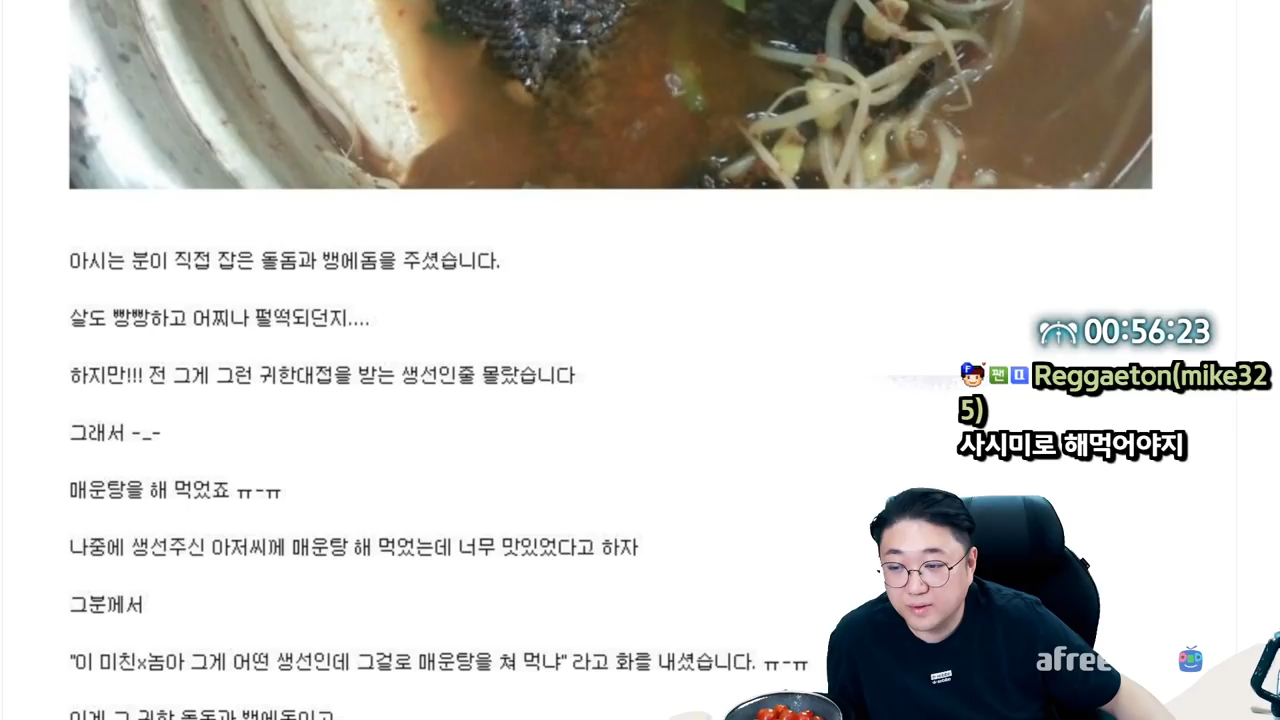 아시는 분이 직접 잡은 돌돔과 뱅에돔을 주셨습니다.
살도 빵빵하고 어찌나 펄떡되던지....
하지만!!! 전 그게 그런 귀한대접을 받는 생선인줄 몰랐습니다
그래서 -_-
매운탕을 해 먹었죠 ㅠ-ㅠ
나중에 생선주신 아저씨께 매운탕 해 먹었는데 너무 맛있었다고 하자
그분께서
"이 미친x놈아 그게 어떤 생선인데 그걸로 매운탕을 쳐 먹냐" 라고 화를 내셨습니다. ㅠ-ㅠ
00:56:23
F 팬 Reggaeton(mike32
5)
사시미로 해먹어야지
afree